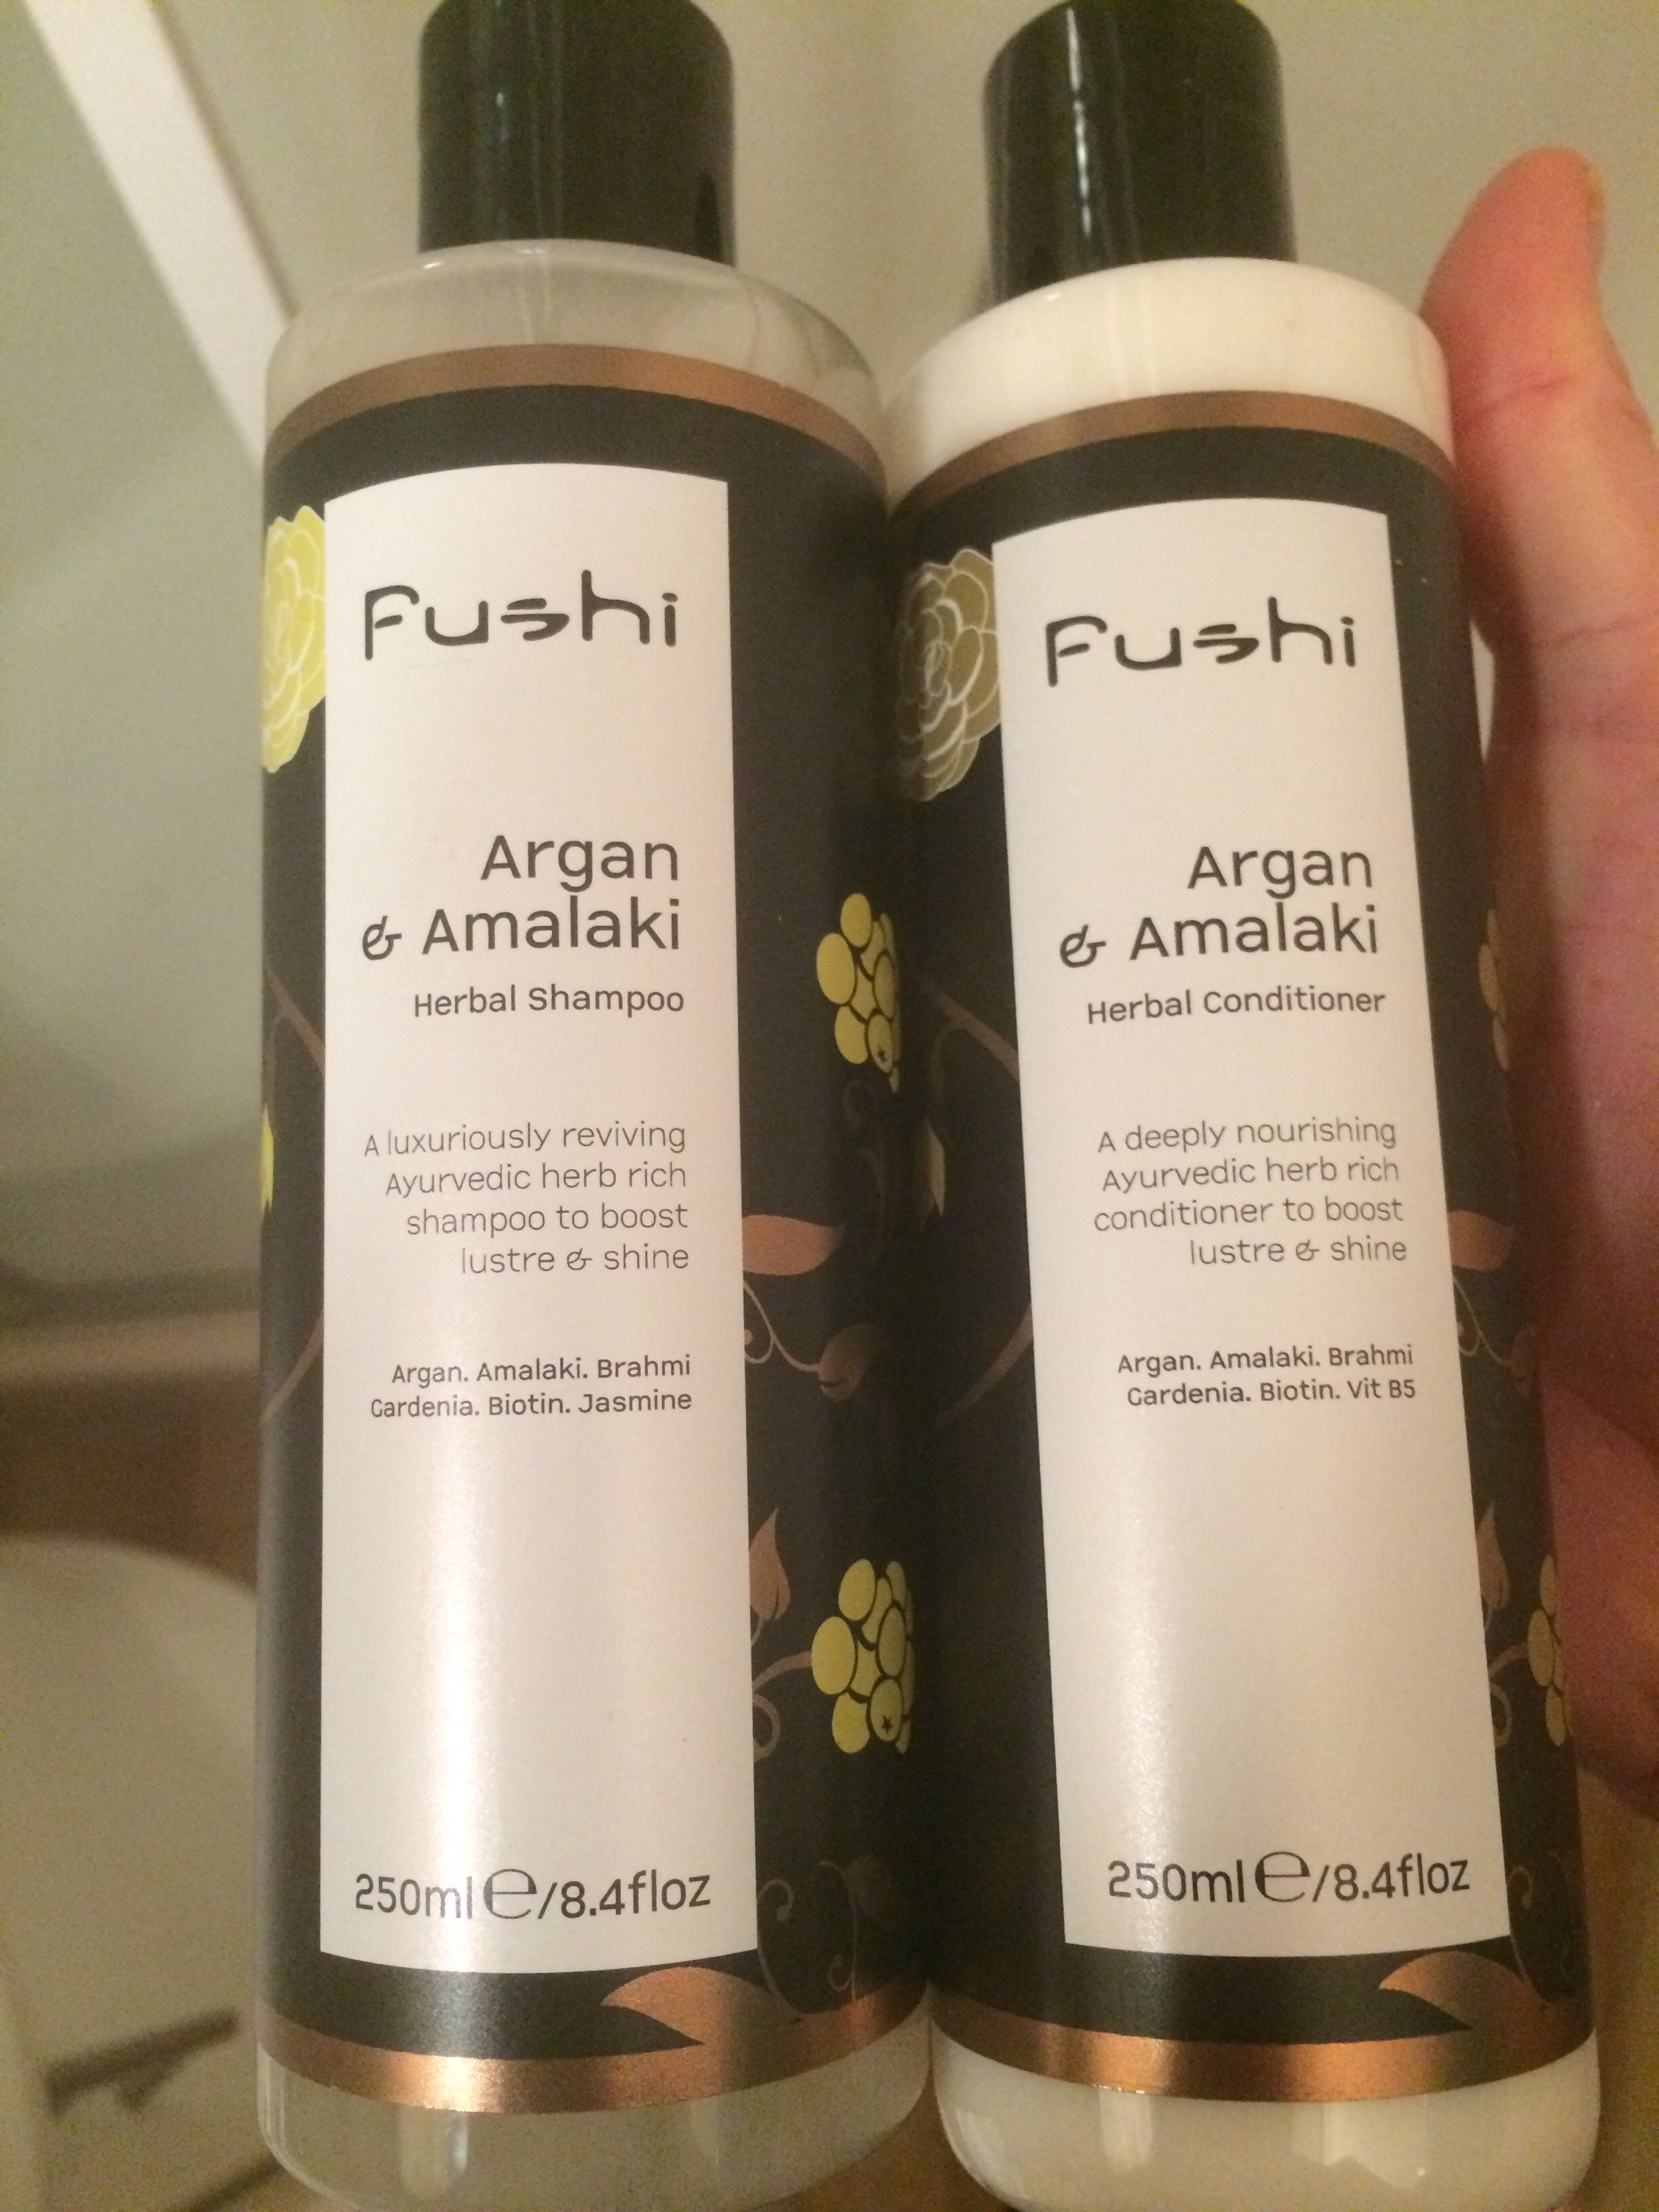 Fushi
Argan
& Amalaki
Herbal Shampoo
A luxuriously reviving
Ayurvedic herb rich
shampoo to boost
lustre & shine
Argan. Amalaki. Brahmi
Gardenia. Biotin. Jasmine
250ml℮/8.4floz
Fushi
Argan
& Amalaki
Herbal Conditioner
A deeply nourishing
Ayurvedic herb rich
conditioner to boost
lustre & shine
Argan. Amalaki. Brahmi
Gardenia. Biotin. Vit B5
250ml℮/8.4floz